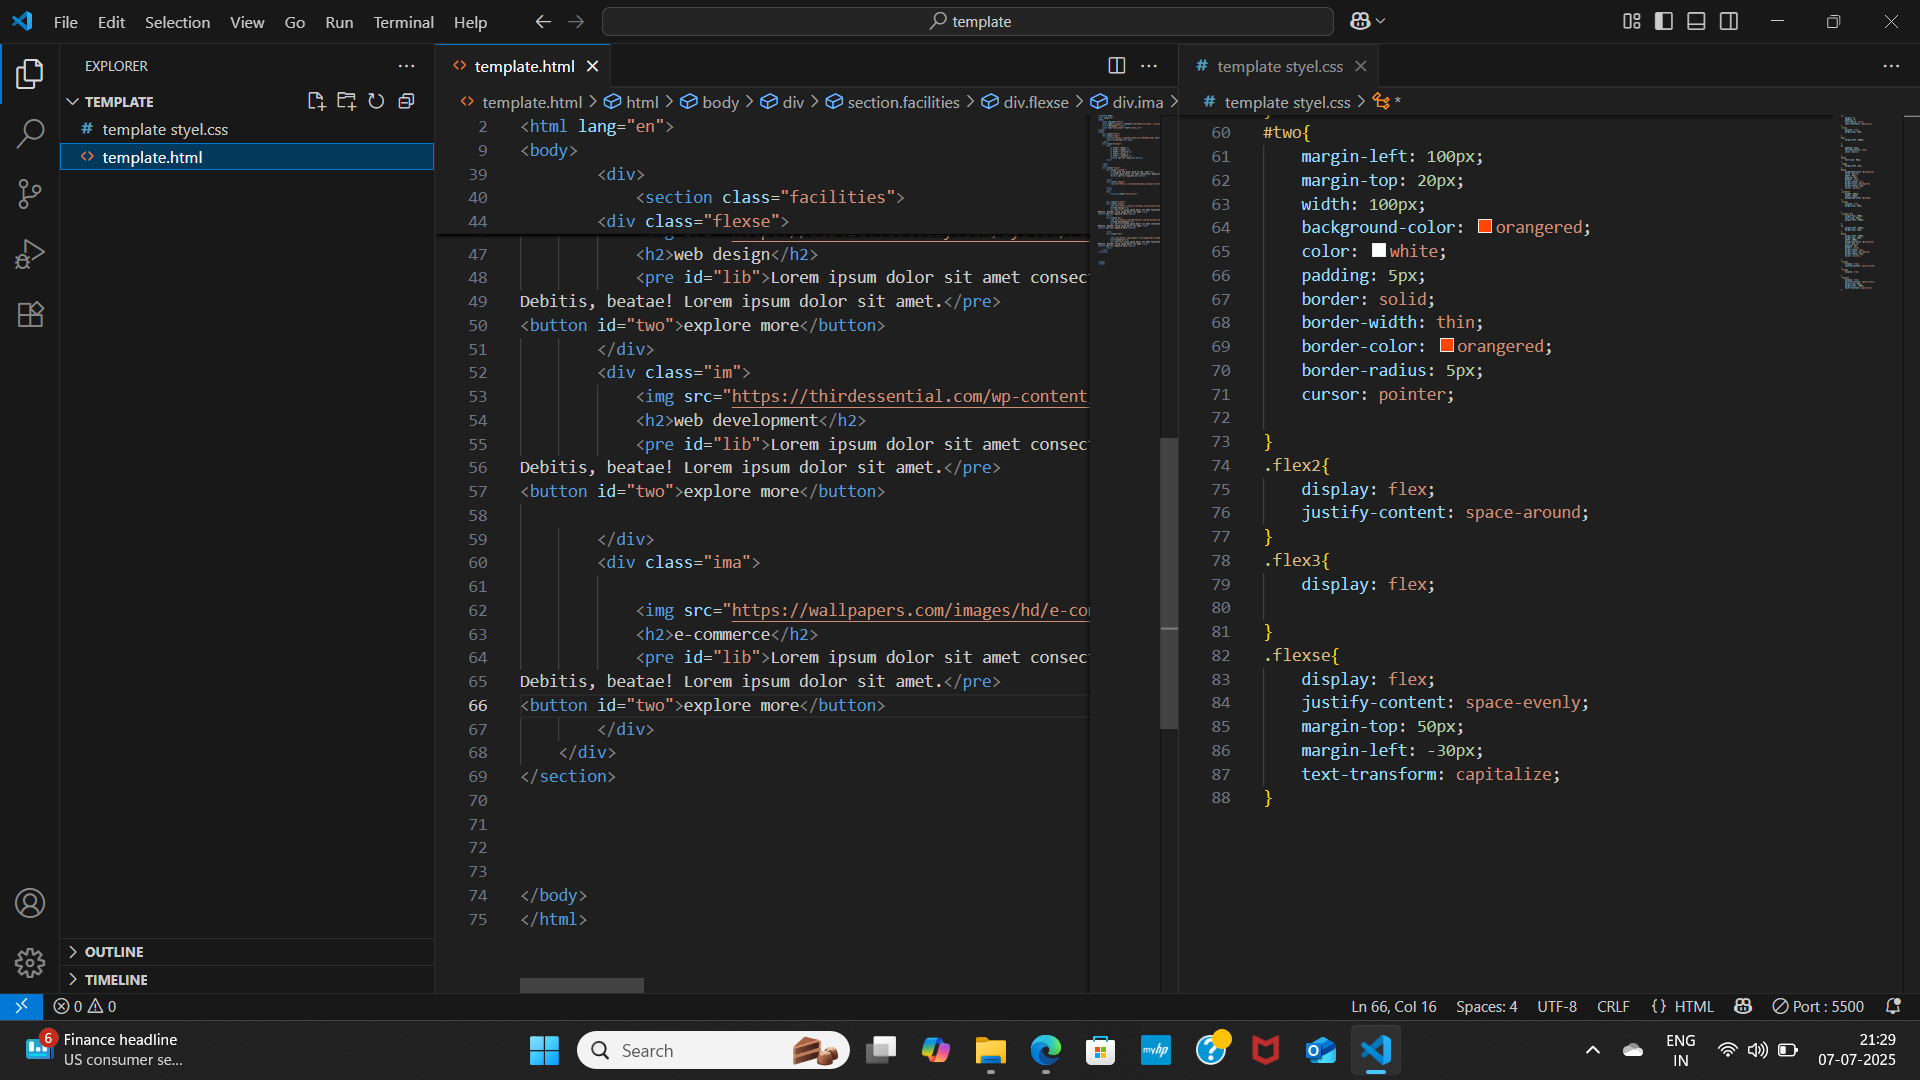 File Edit Selection View Go Run Terminal Help
template
EXPLORER
TEMPLATE
# template styel.css
<> template.html
OUTLINE
TIMELINE
<> template.html
<> template.html > html > body > div > section.facilities > div.flexse > div.ima >
2 <html lang="en">
9 <body>
39 <div>
40 <section class="facilities">
44 <div class="flexse">
47 <h2>web design</h2>
48 <pre id="lib">Lorem ipsum dolor sit amet consect
49 Debitis, beatae! Lorem ipsum dolor sit amet.</pre>
50 <button id="two">explore more</button>
51 </div>
52 <div class="im">
53 <img src="https://thirdessential.com/wp-content/
54 <h2>web development</h2>
55 <pre id="lib">Lorem ipsum dolor sit amet consect
56 Debitis, beatae! Lorem ipsum dolor sit amet.</pre>
57 <button id="two">explore more</button>
58
59 </div>
60 <div class="ima">
61
62 <img src="https://wallpapers.com/images/hd/e-co
63 <h2>e-commerce</h2>
64 <pre id="lib">Lorem ipsum dolor sit amet consect
65 Debitis, beatae! Lorem ipsum dolor sit amet.</pre>
66 <button id="two">explore more</button>
67 </div>
68 </div>
69 </section>
70
71
72
73
74 </body>
75 </html>
# template styel.css
# template styel.css > *
60 #two{
61 margin-left: 100px;
62 margin-top: 20px;
63 width: 100px;
64 background-color: orangered;
65 color: white;
66 padding: 5px;
67 border: solid;
68 border-width: thin;
69 border-color: orangered;
70 border-radius: 5px;
71 cursor: pointer;
72
73 }
74 .flex2{
75 display: flex;
76 justify-content: space-around;
77 }
78 .flex3{
79 display: flex;
80
81 }
82 .flexse{
83 display: flex;
84 justify-content: space-evenly;
85 margin-top: 50px;
86 margin-left: -30px;
87 text-transform: capitalize;
88 }
0 0 Ln 66, Col 16 Spaces: 4 UTF-8 CRLF {} HTML Port : 5500
6 Finance headline
US consumer se...
Search
myhp
ENG
IN
21:29
07-07-2025